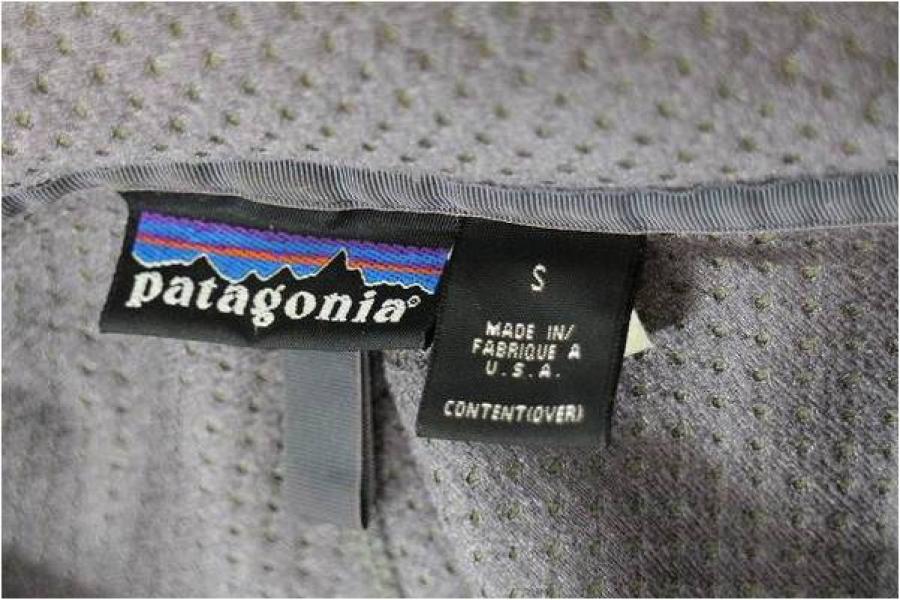 patagonia®
S
MADE IN/
FABRIQUE A
U.S.A.
CONTENT(OVER)